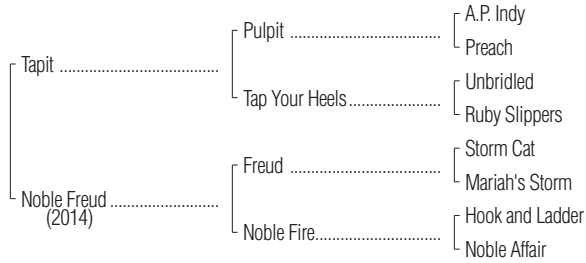 A.P. Indy
Pulpit
Preach
Tapit
Unbridled
Tap Your Heels
Ruby Slippers
Storm Cat
Freud
Mariah's Storm
Noble Freud
(2014)
Hook and Ladder
Noble Fire
Noble Affair